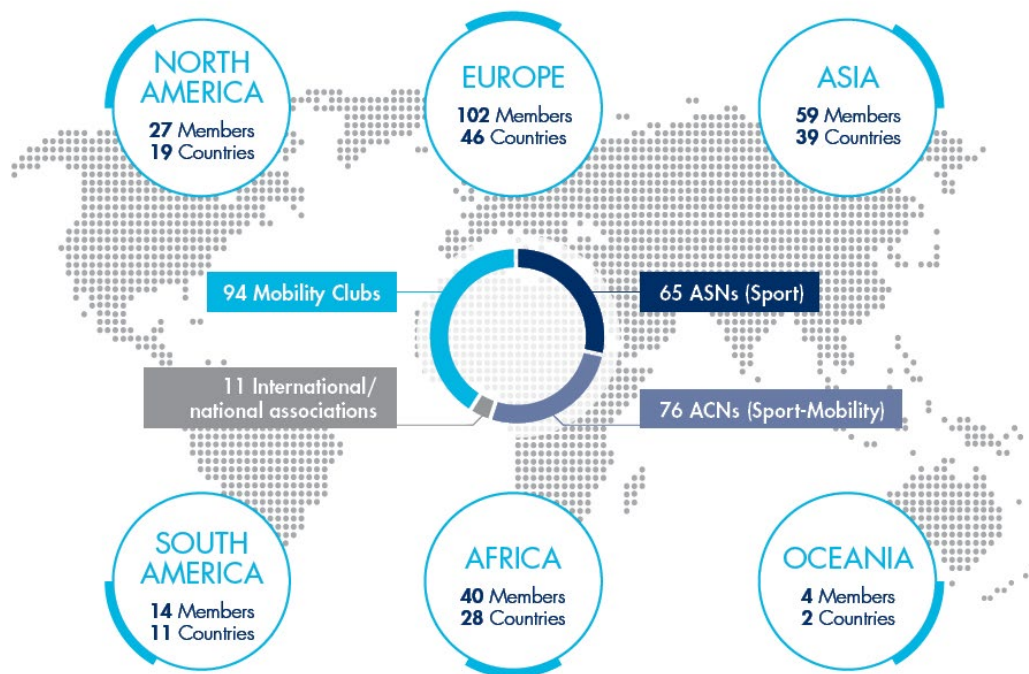 NORTH
AMERICA
27 Members
19 Countries
EUROPE
102 Members
46 Countries
ASIA
59 Members
39 Countries
94 Mobility Clubs
65 ASNs (Sport)
11 International/
national associations
76 ACNs (Sport-Mobility)
SOUTH
AMERICA
14 Members
11 Countries
AFRICA
40 Members
28 Countries
OCEANIA
4 Members
2 Countries